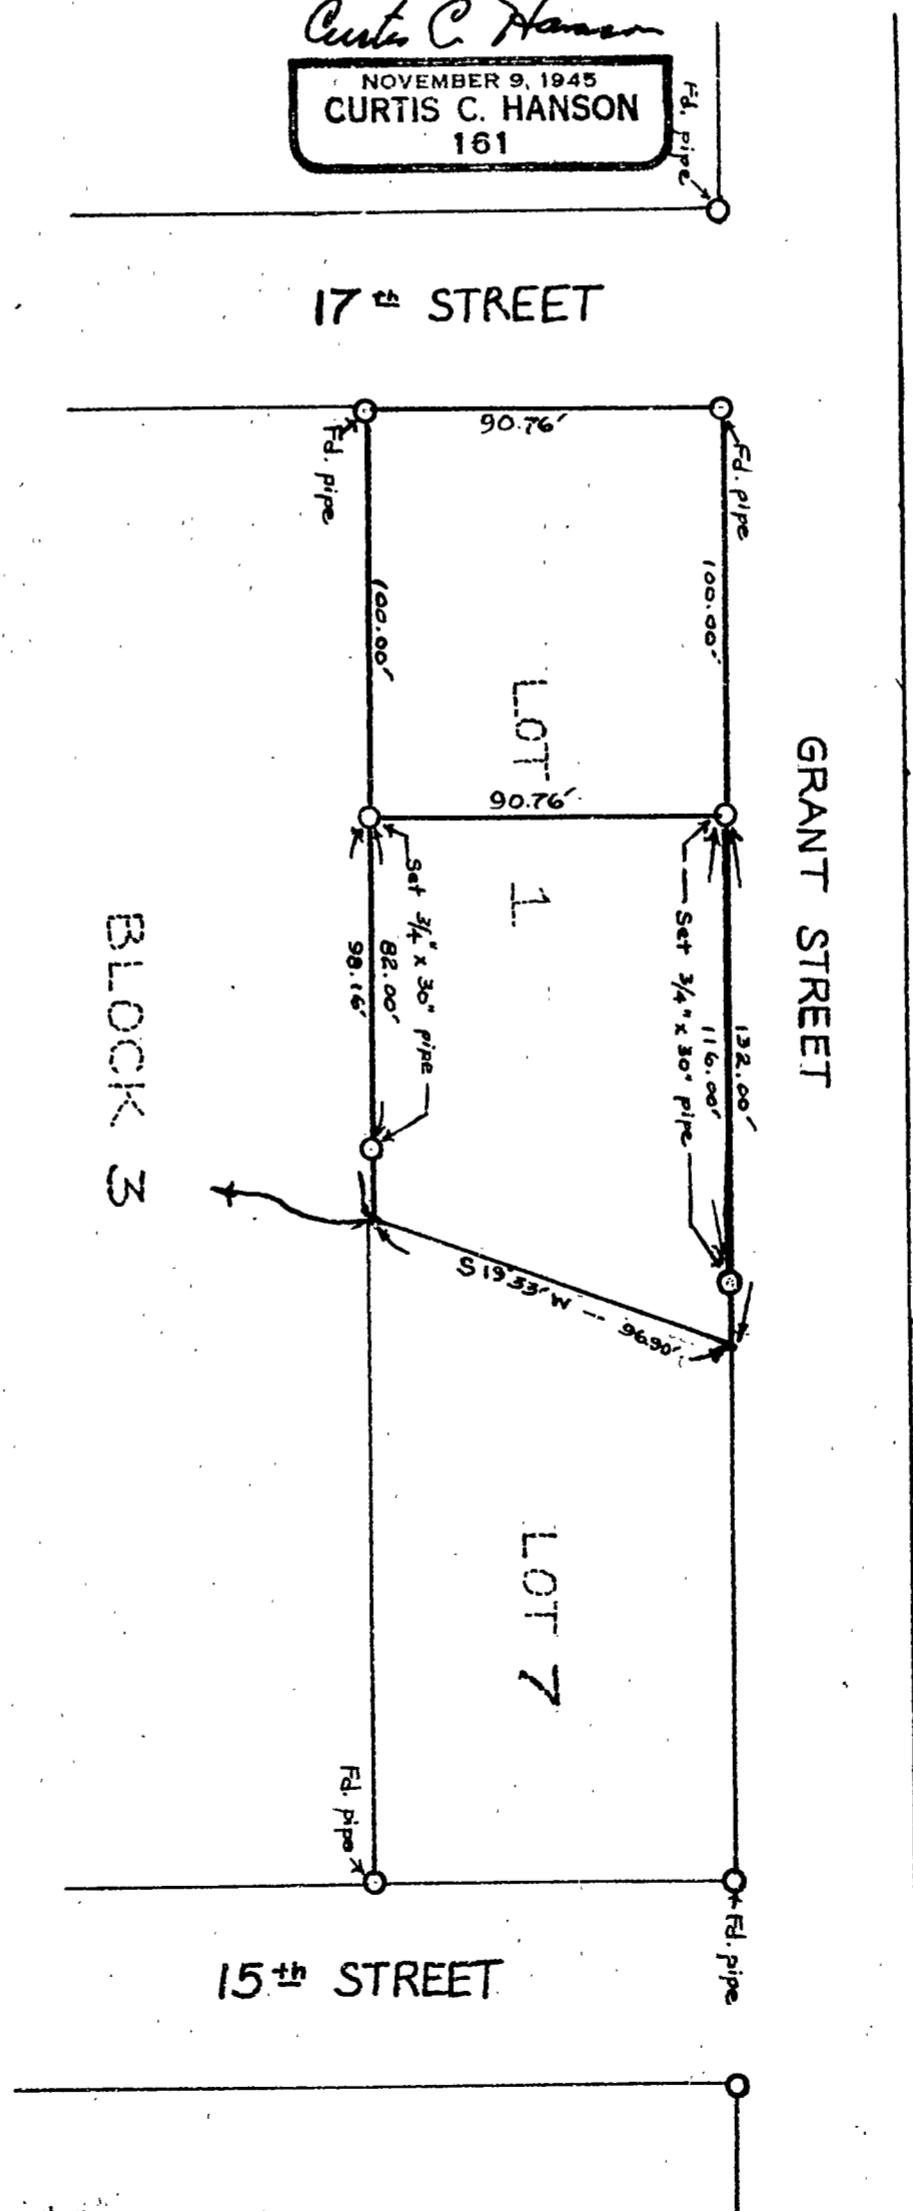 Curtis C. Hanson
NOVEMBER 9, 1945
CURTIS C. HANSON
161
Fd. pipe
17th STREET
90.76'
Fd. pipe
Fd. pipe
100.00'
100.00'
LOT
1
90.76'
GRANT STREET
Set 3/4" x 30" pipe
82.00'
98.16'
Set 3/4" x 30" pipe
132.00'
116.00'
BLOCK 3
S 19°33' W -- 96.90'
LOT 7
Fd. pipe
Fd. pipe
15th STREET